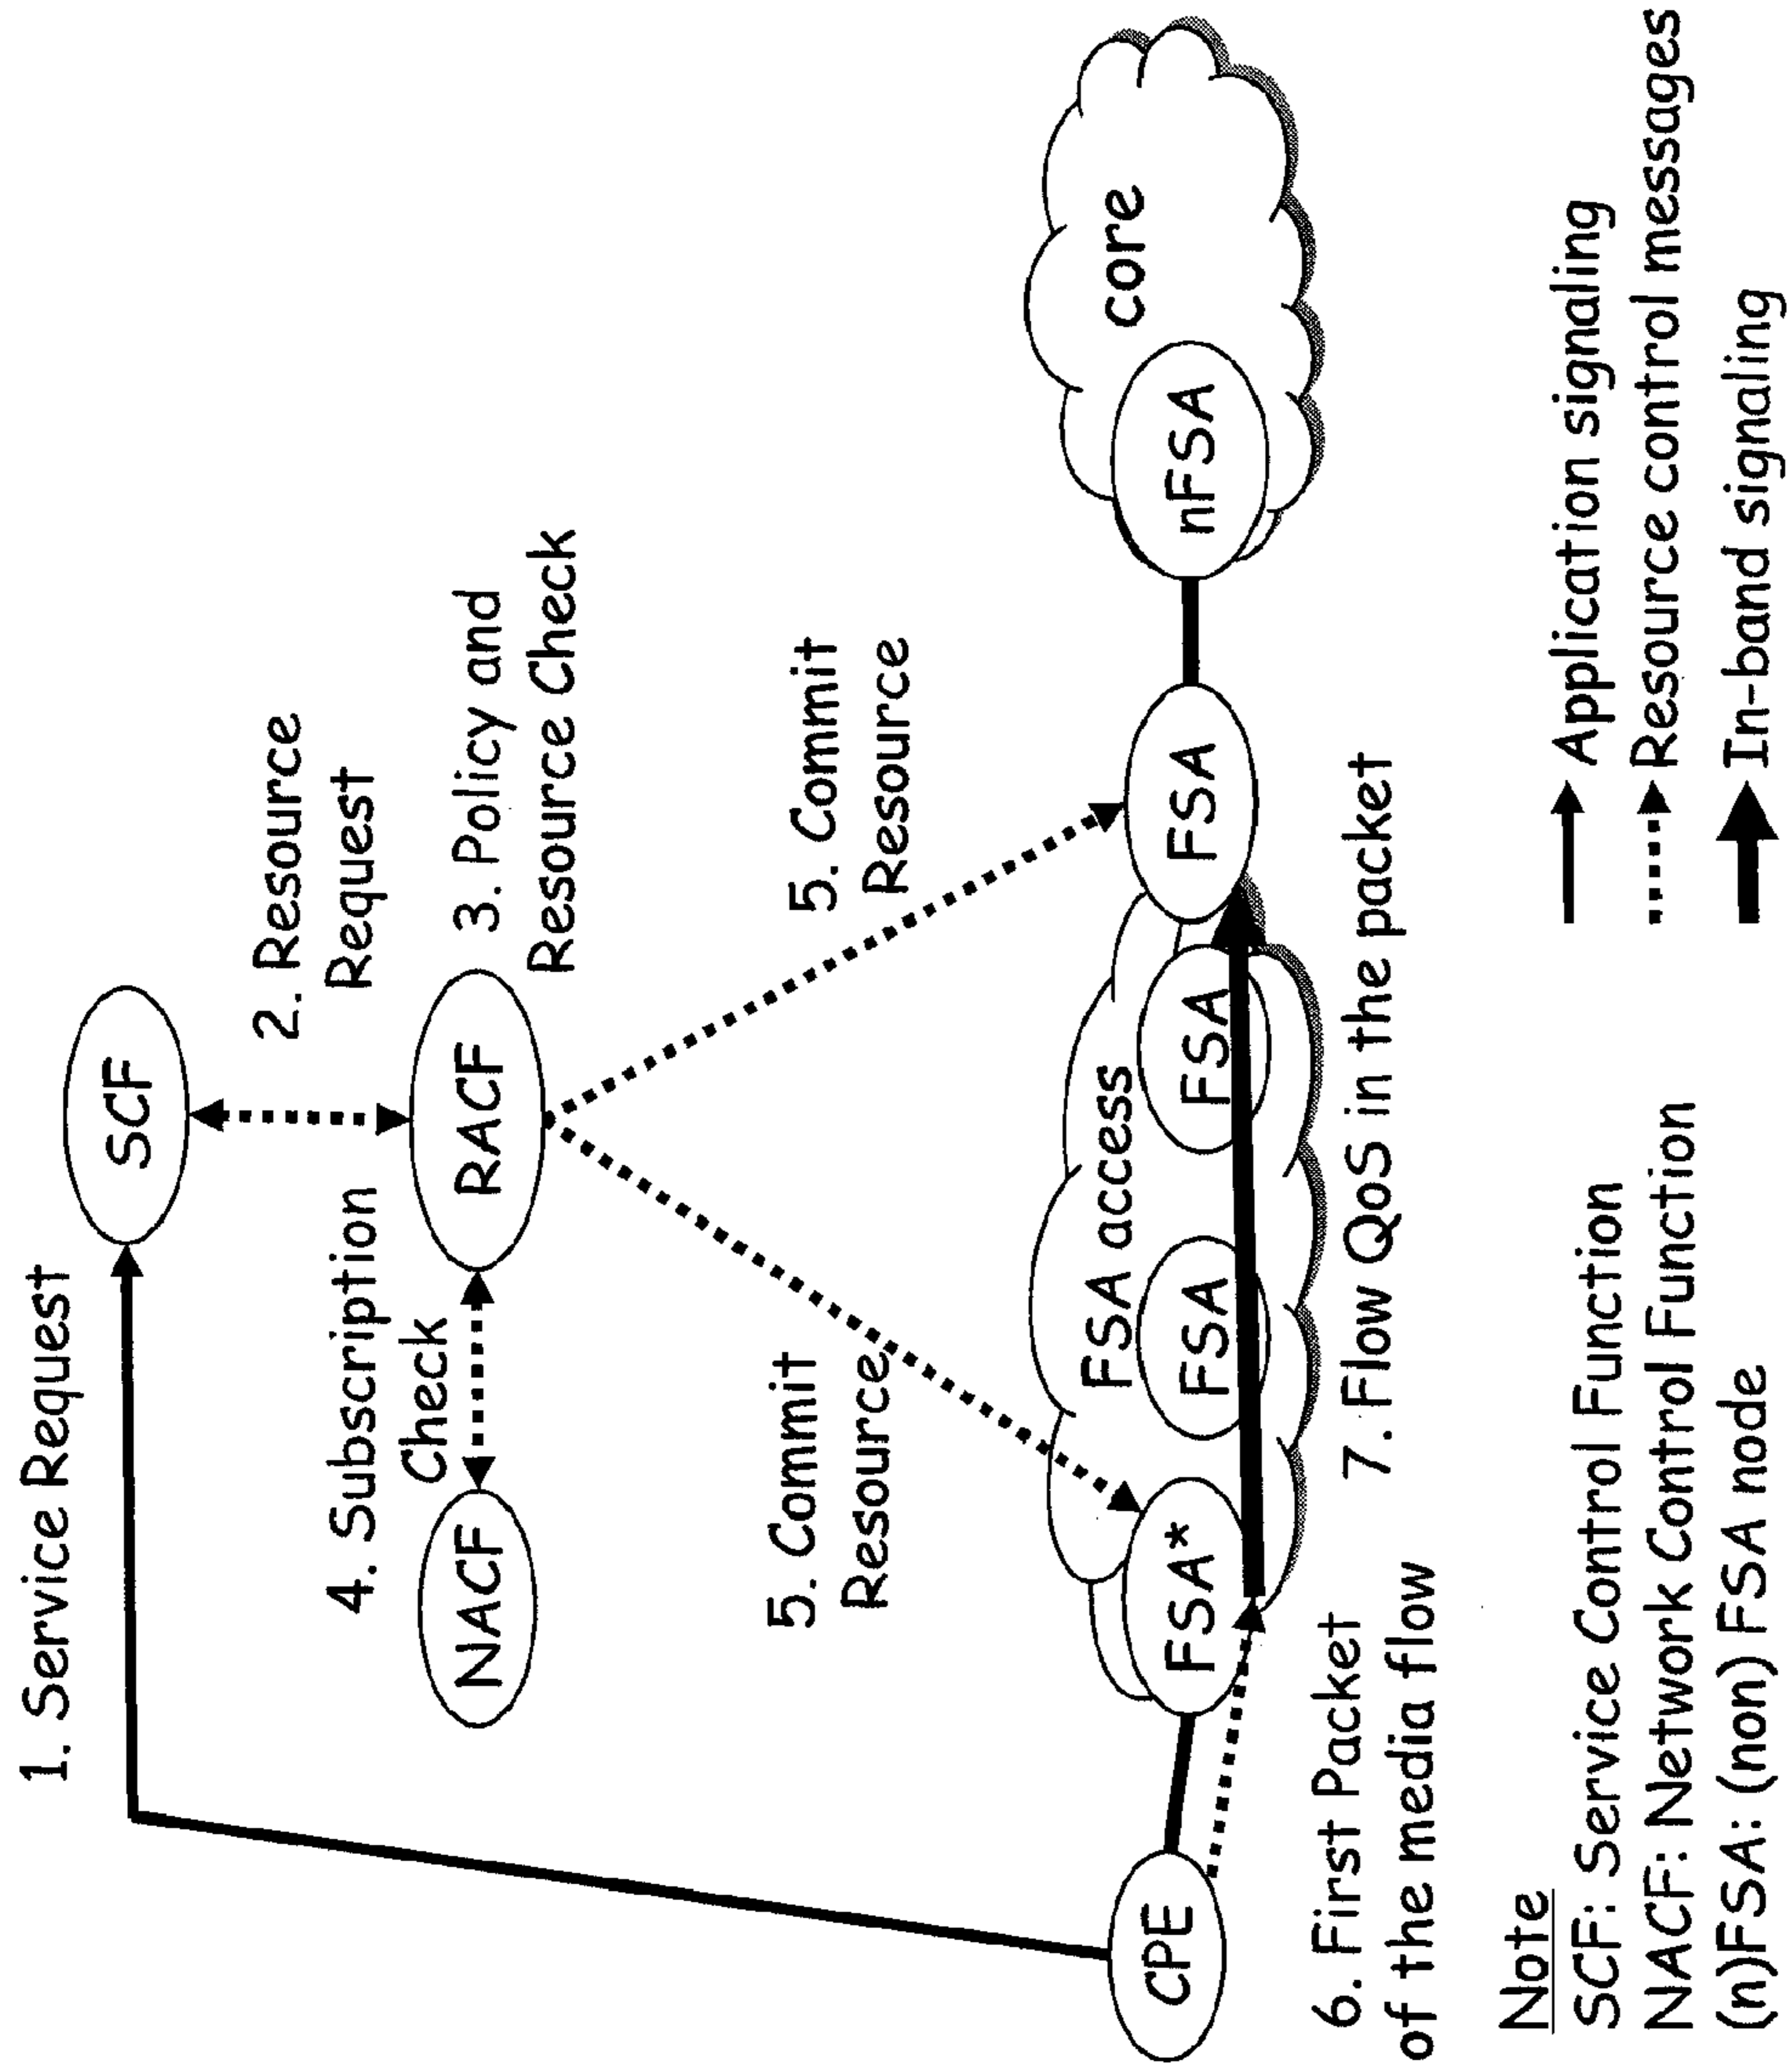 1. Service Request
SCF
2. Resource
Request
4. Subscription
Check
NACF
RACF
3. Policy and
Resource Check
5. Commit
Resource
5. Commit
Resource
FSA access
core
CPE
FSA*
FSA
FSA
FSA
nFSA
6. First Packet
of the media flow
7. Flow QoS in the packet
Note
SCF: Service Control Function
NACF: Network Control Function
(n)FSA: (non) FSA node
Application signaling
Resource control messages
In-band signaling